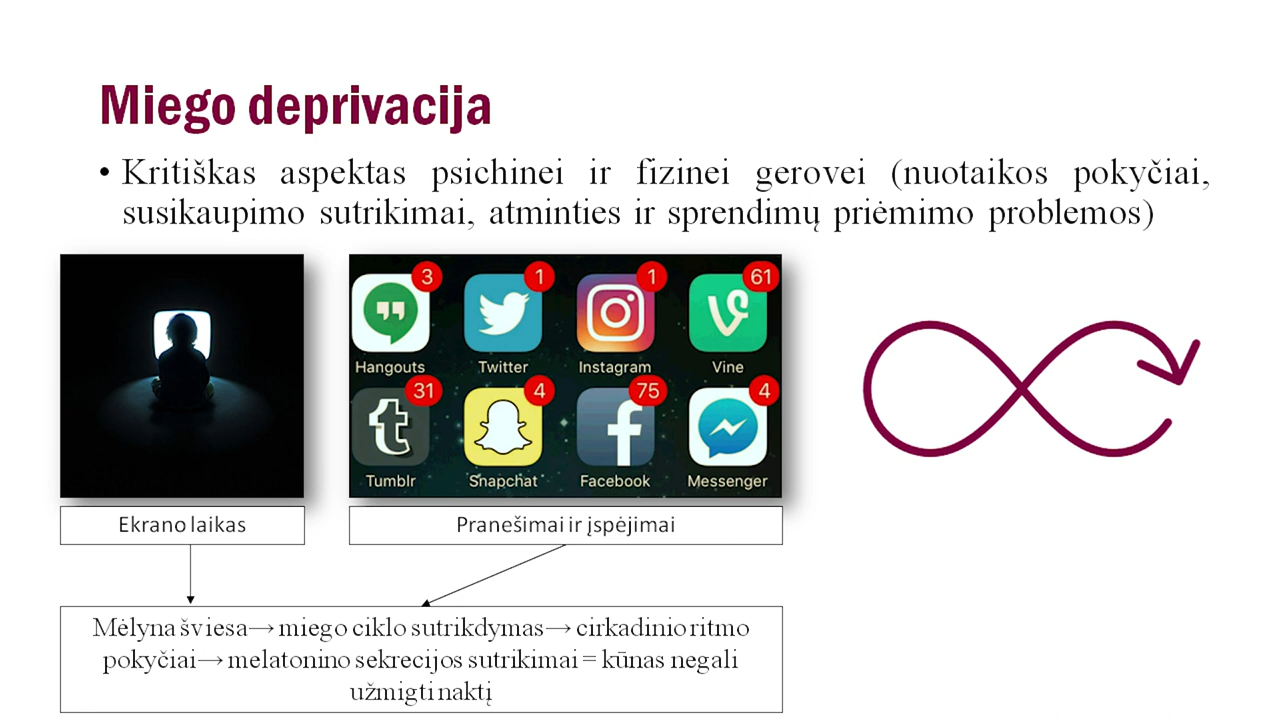 Miego deprivacija
• Kritiškas aspektas psichinei ir fizinei gerovei (nuotaikos pokyčiai,
susikaupimo sutrikimai, atminties ir sprendimų priėmimo problemos)
3 1 1 61
Hangouts Twitter Instagram Vine
31 4 75 4
Tumblr Snapchat Facebook Messenger
Ekrano laikas
Pranešimai ir įspėjimai
Mėlyna šviesa→ miego ciklo sutrikdymas→ cirkadinio ritmo
pokyčiai→ melatonino sekrecijos sutrikimai = kūnas negali
užmigti naktį